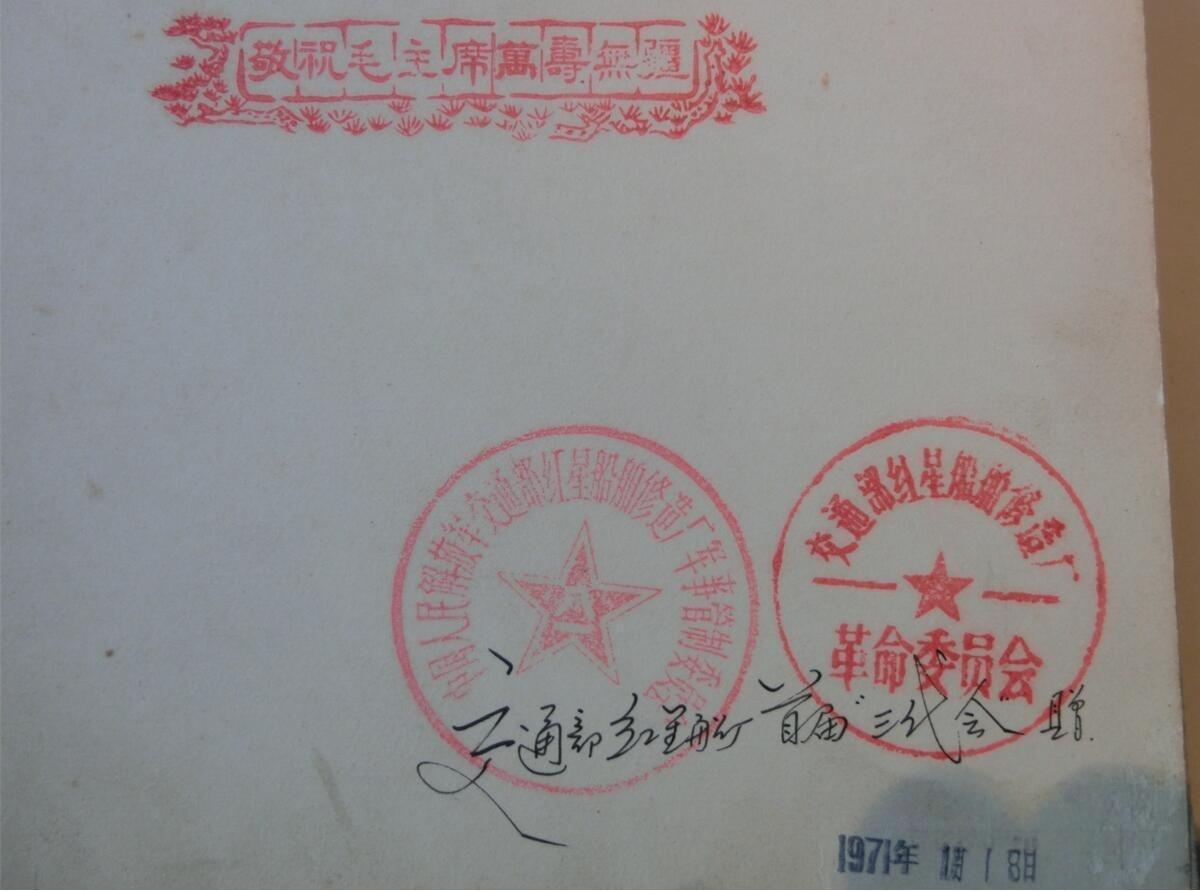 敬祝毛主席萬壽無疆
中国人民解放军交通部红星船舶修造厂军事管制委员会
交通部红星船舶修造厂
革命委员会
交通部红星船厂首届“三代会”赠
1971年1月18日